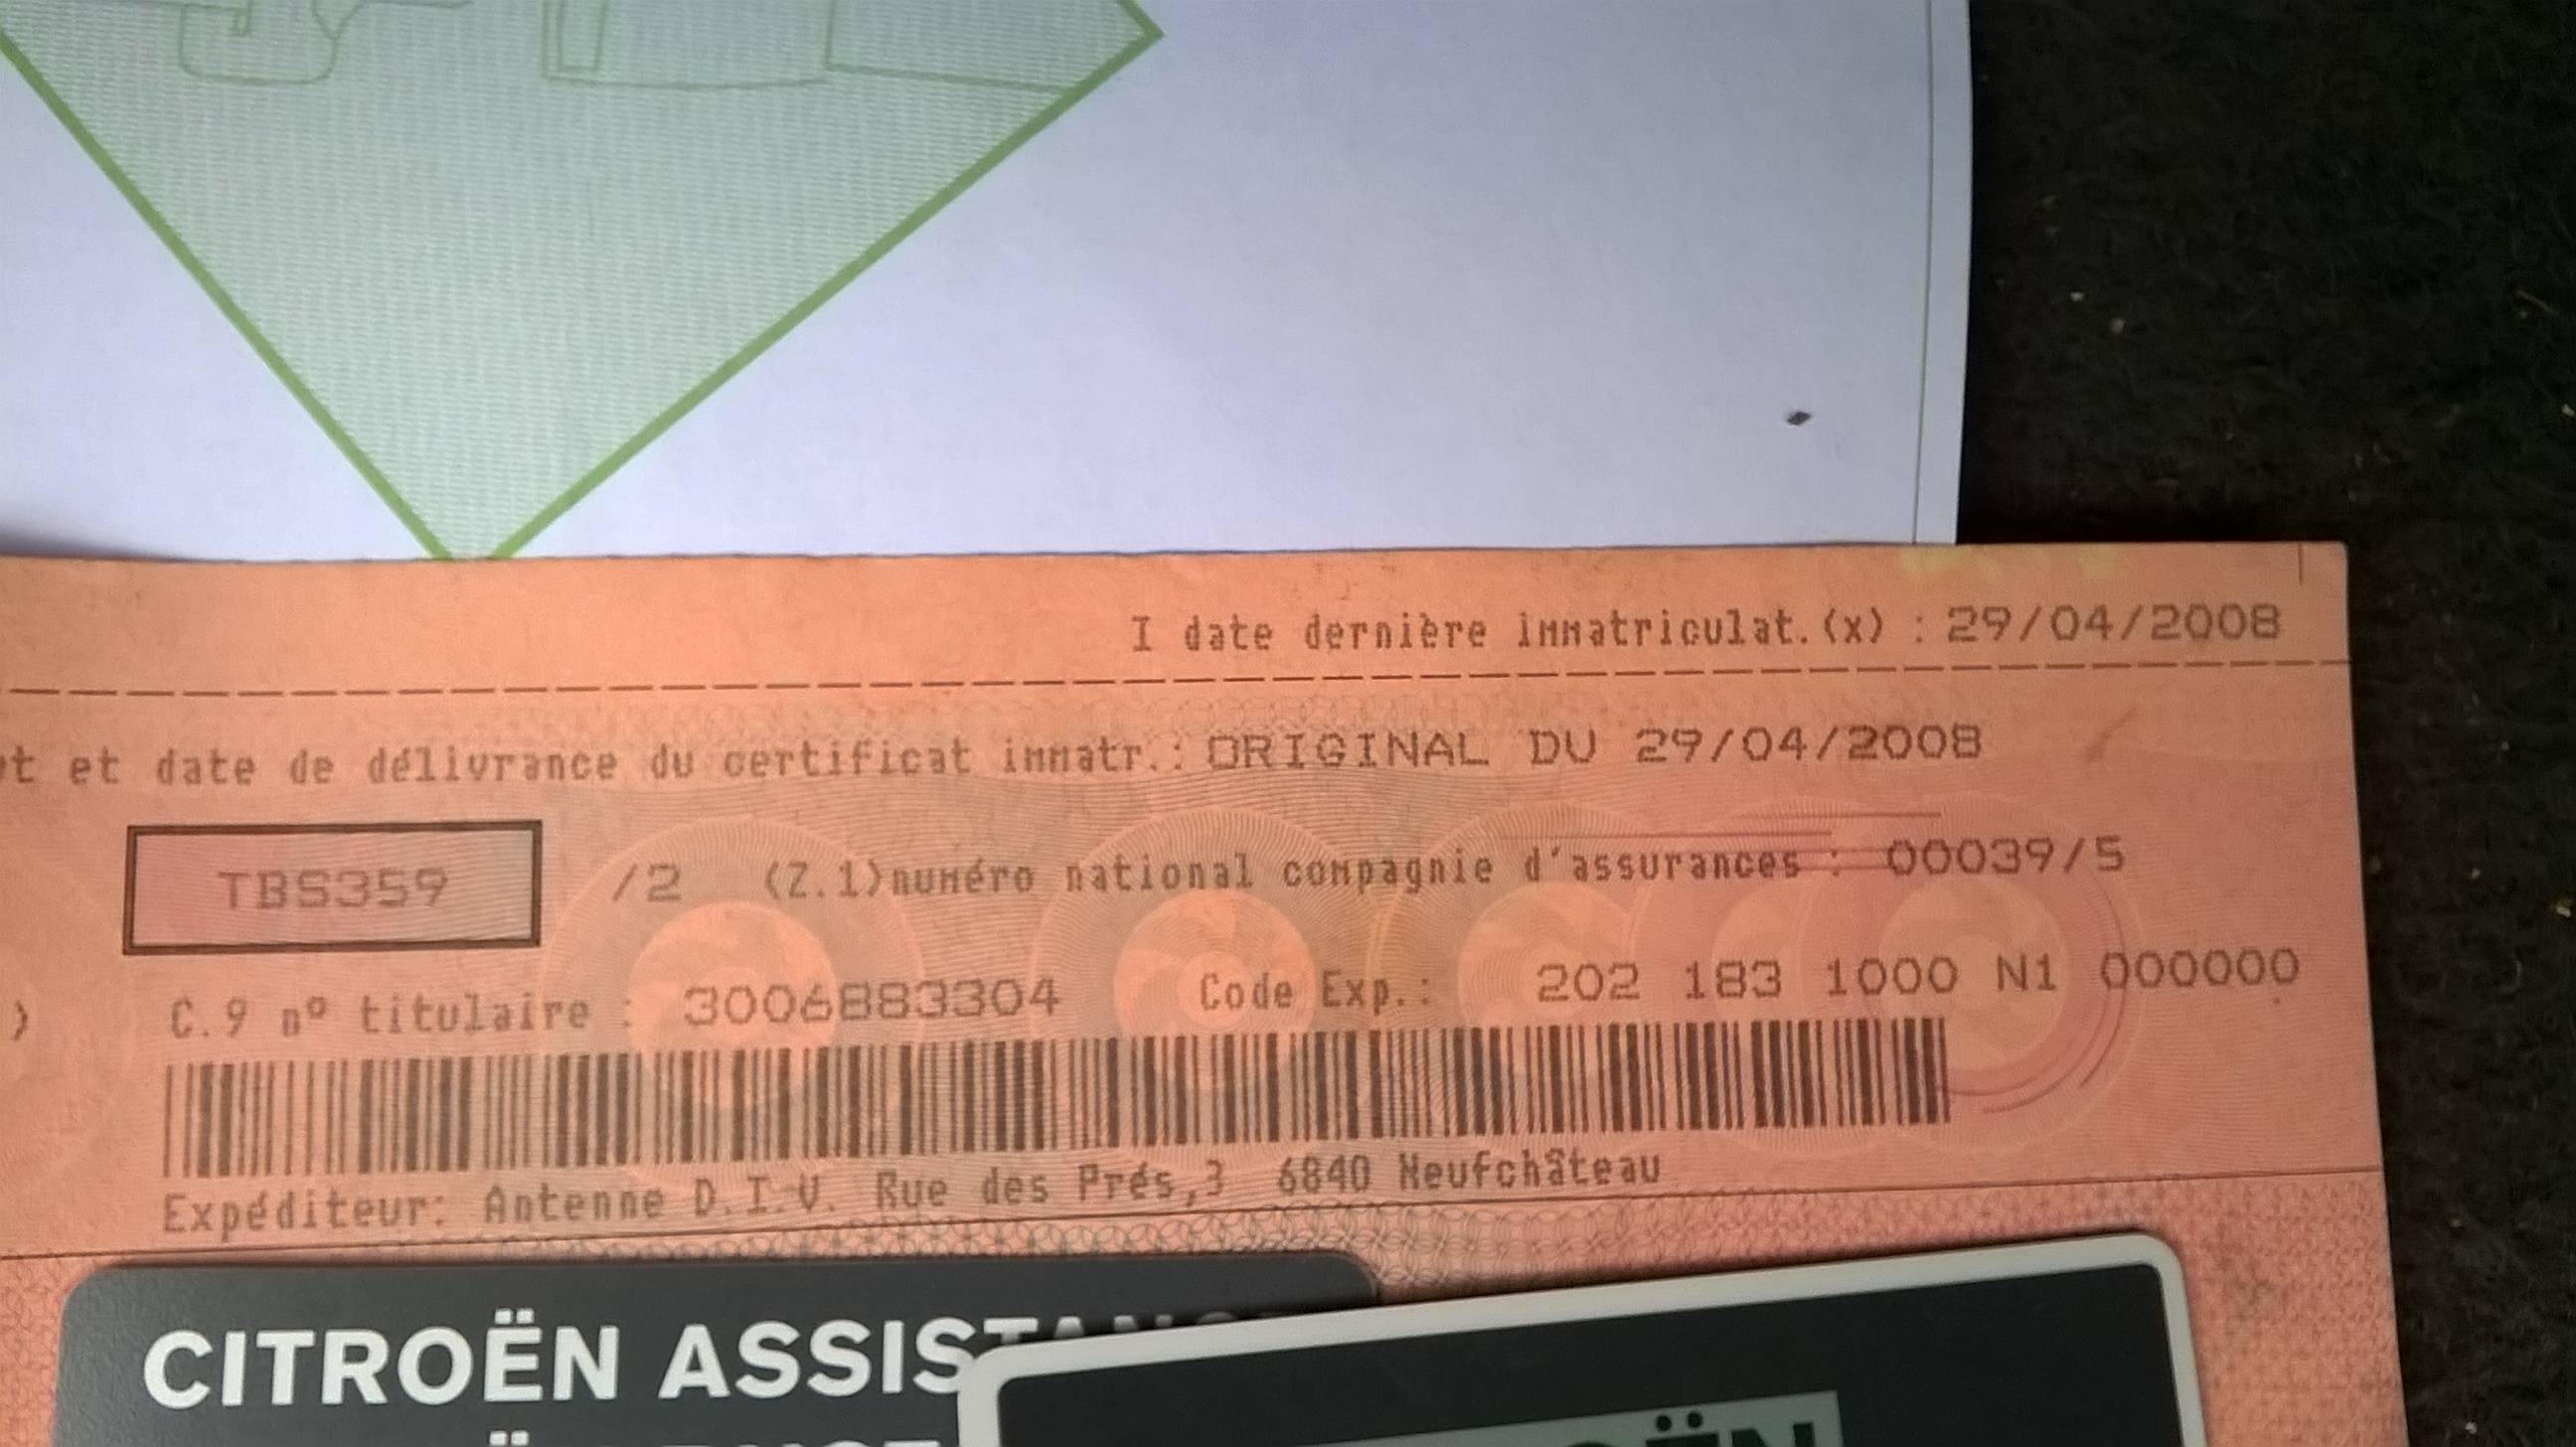 I date dernière immatriculat.(x) : 29/04/2008
et date de délivrance du certificat immatr.: ORIGINAL DU 29/04/2008
TBS359 /2 (Z.1)numéro national compagnie d'assurances : 00039/5
) C.9 n° titulaire : 3006883304 Code Exp.: 202 183 1000 N1 000000
Expéditeur: Antenne D.I.V. Rue des Prés,3 6840 Neufchâteau
CITROËN